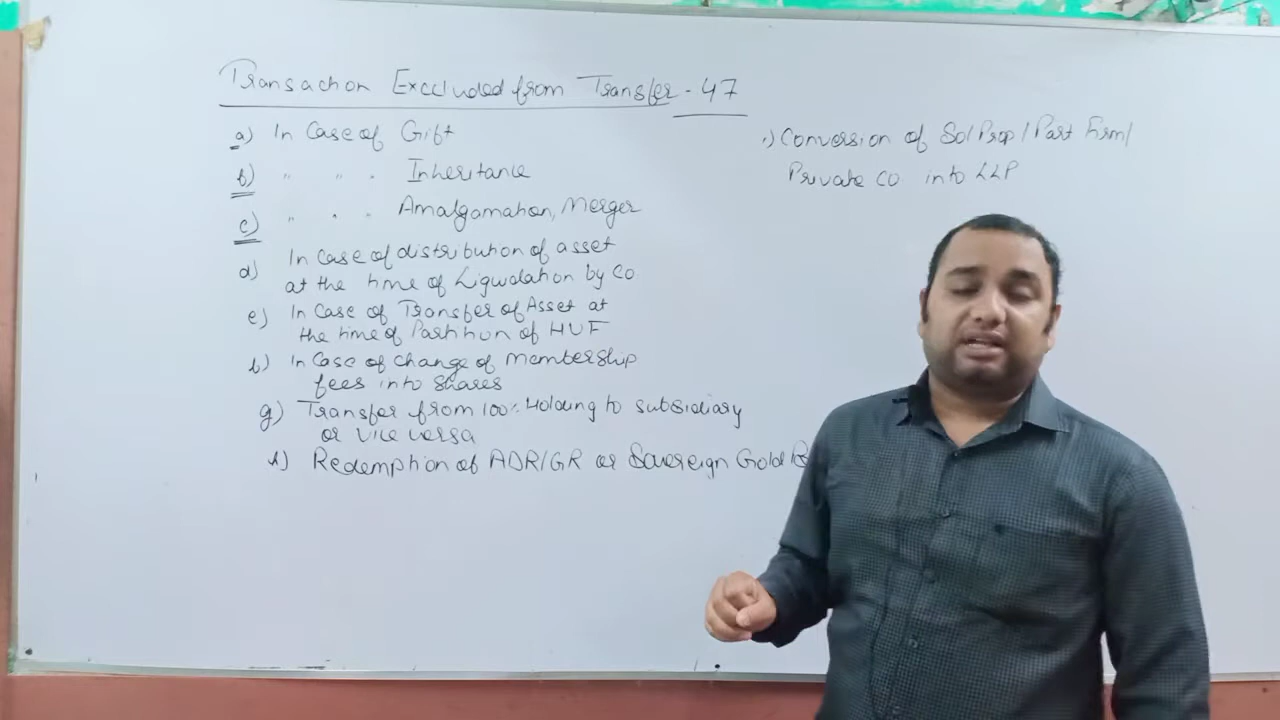 Transaction Excluded from Transfer - 47
a) In Case of Gift
b) " " " Inheritance
c) " " " Amalgamation, Merger
d) In Case of distribution of asset
at the time of Liquidation by Co
e) In Case of Transfer of Asset at
the time of Partition of HUF
f) In Case of change of Membership
fees into shares
g) Transfer from 100% Holding to subsidiary
or vice versa
h) Redemption of ADR/GR or Sovereign Gold B
i) Conversion of Sol Prop / Part Firm /
Private Co into LLP